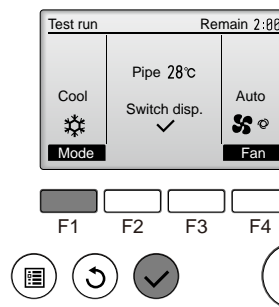 Test run Remain 2:00
Pipe 28℃
Cool Auto
Switch disp.
Mode Fan
F1 F2 F3 F4